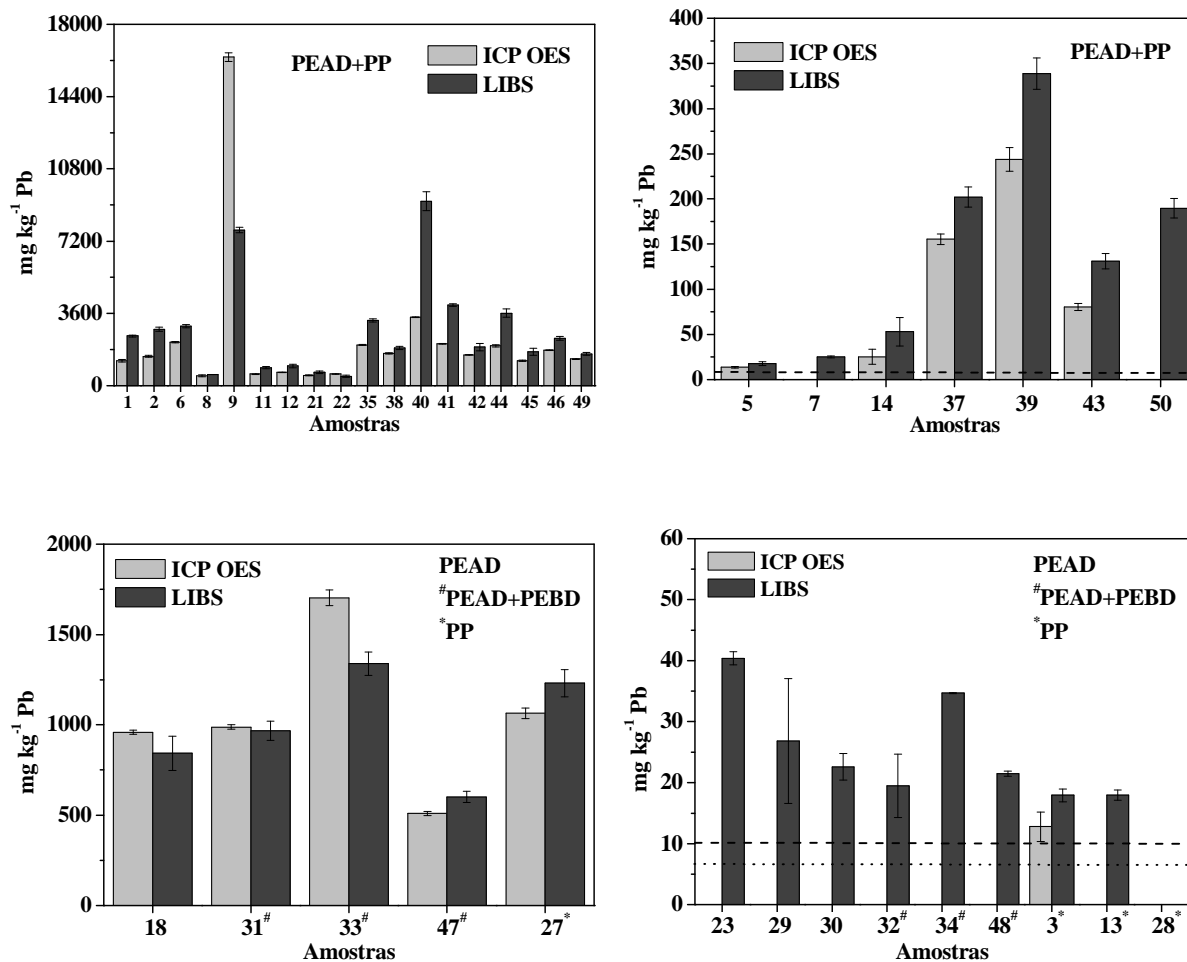 18000
14400
10800
7200
3600
0
mg kg⁻¹ Pb
PEAD+PP
ICP OES
LIBS
1 2 6 8 9 11 12 21 22 35 38 40 41 42 44 45 46 49
Amostras
400
350
300
250
200
150
100
50
0
mg kg⁻¹ Pb
ICP OES
LIBS
PEAD+PP
5 7 14 37 39 43 50
Amostras
2000
1500
1000
500
0
mg kg⁻¹ Pb
ICP OES
LIBS
PEAD
#PEAD+PEBD
*PP
18 31# 33# 47# 27*
Amostras
60
50
40
30
20
10
0
mg kg⁻¹ Pb
ICP OES
LIBS
PEAD
#PEAD+PEBD
*PP
23 29 30 32# 34# 48# 3* 13* 28*
Amostras